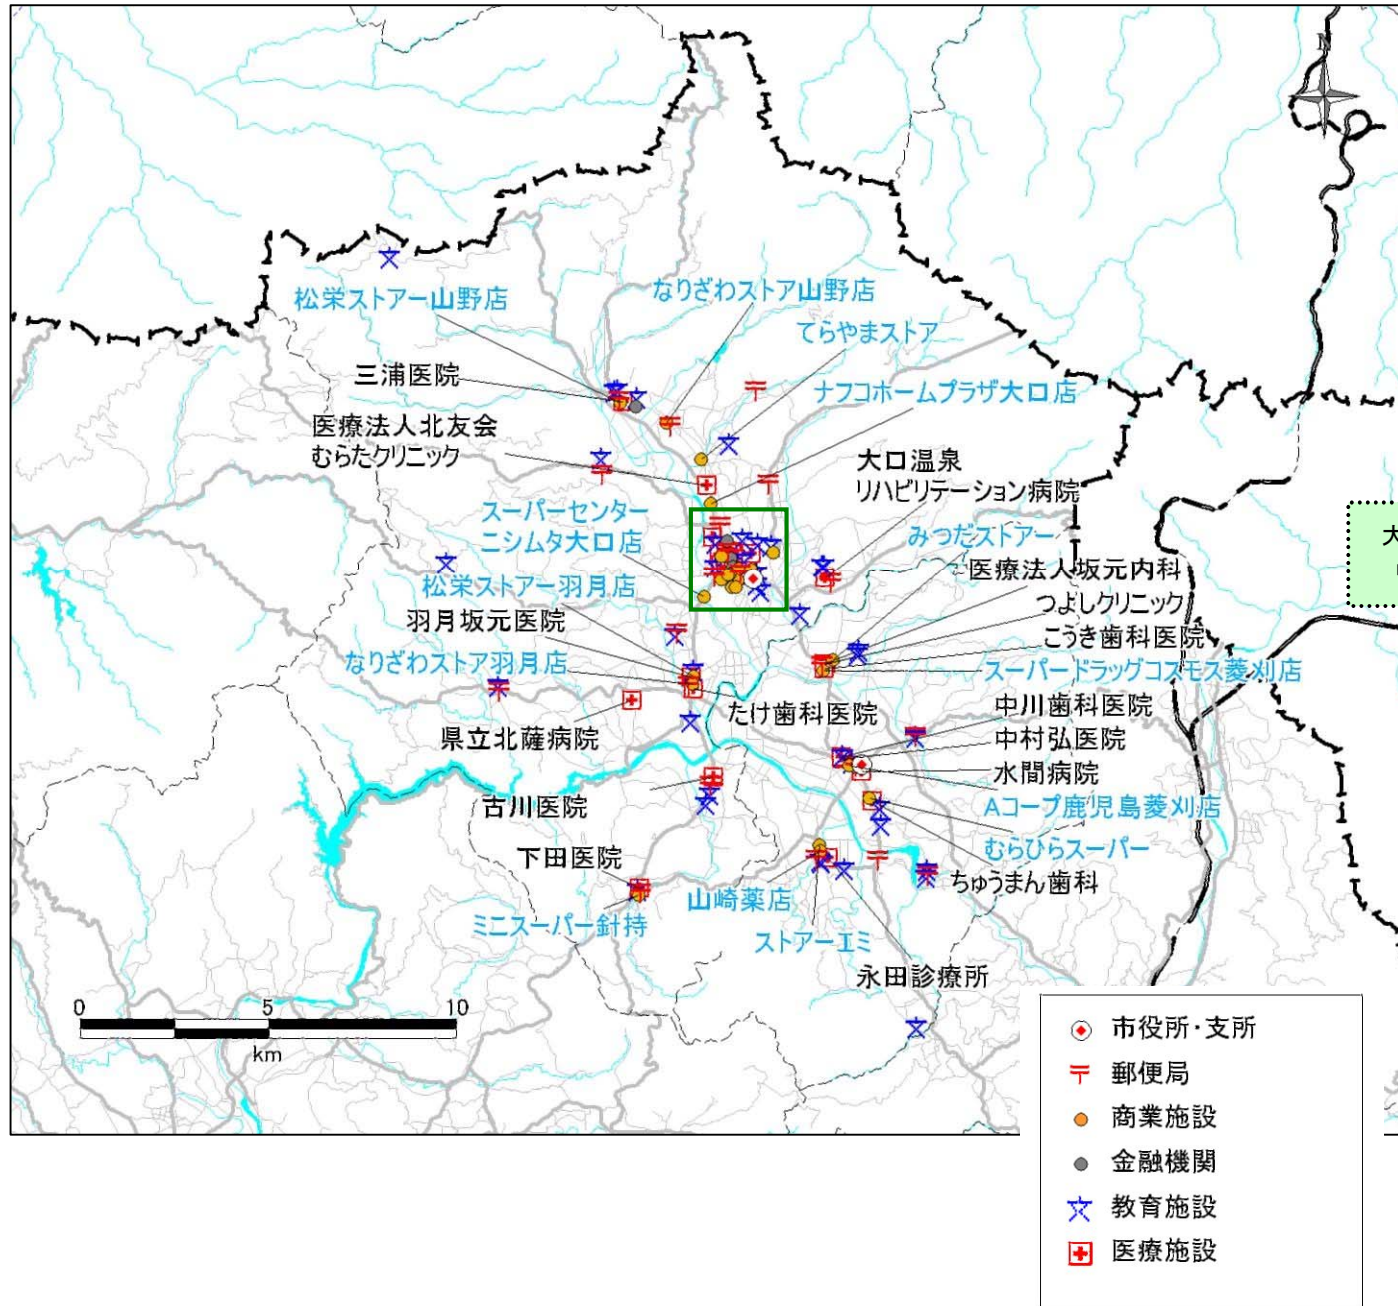 N
松栄ストアー山野店
なりざわストア山野店
てらやまストア
三浦医院
ナフコホームプラザ大口店
医療法人北友会
むらたクリニック
大口温泉
リハビリテーション病院
スーパーセンター
ニシムタ大口店
みつだストアー
大
松栄ストアー羽月店
医療法人坂元内科
つよしクリニック
羽月坂元医院
こうき歯科医院
なりざわストア羽月店
スーパードラッグコスモス菱刈店
たけ歯科医院
中川歯科医院
県立北薩病院
中村弘医院
水間病院
古川医院
Aコープ鹿児島菱刈店
下田医院
むらひらスーパー
ちゅうまん歯科
山崎薬店
ミニスーパー針持
ストアーエミ
永田診療所
0 5 10
km
市役所・支所
郵便局
商業施設
金融機関
教育施設
医療施設